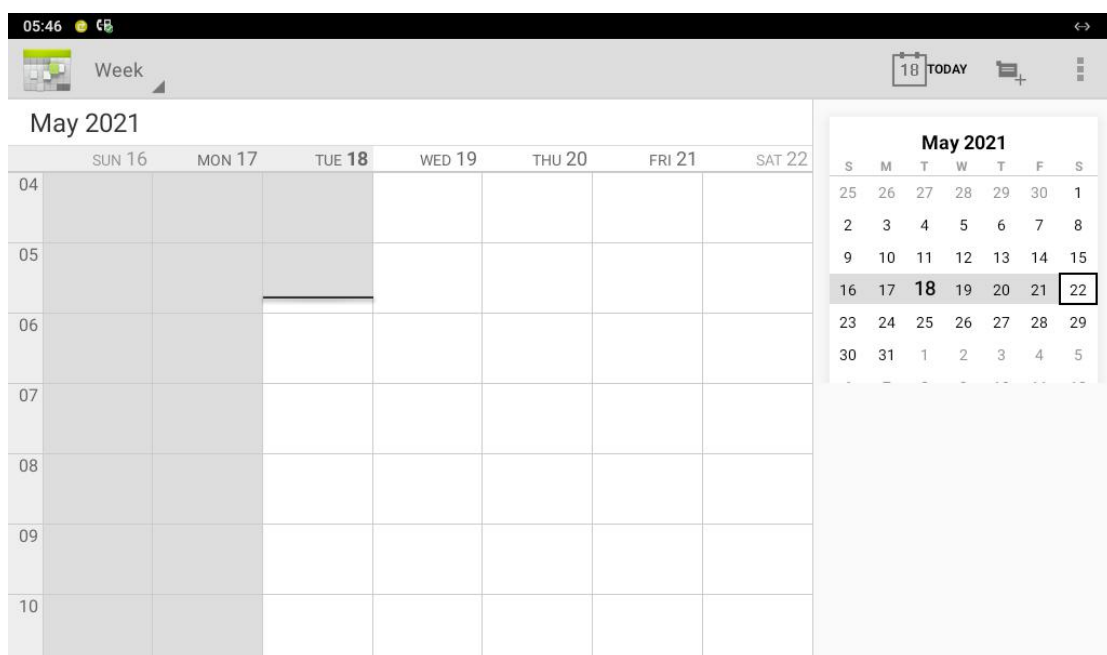 05:46
Week
18 TODAY
May 2021
SUN 16 MON 17 TUE 18 WED 19 THU 20 FRI 21 SAT 22
04
05
06
07
08
09
10
May 2021
S M T W T F S
25 26 27 28 29 30 1
2 3 4 5 6 7 8
9 10 11 12 13 14 15
16 17 18 19 20 21 22
23 24 25 26 27 28 29
30 31 1 2 3 4 5